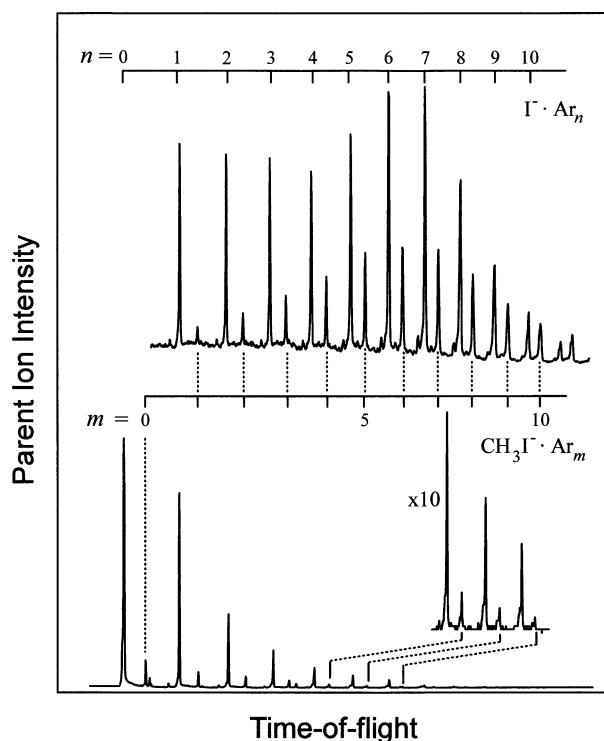 n = 0 1 2 3 4 5 6 7 8 9 10
I⁻ · Arₙ
Parent Ion Intensity
m = 0 5 10
CH₃I⁻ · Arₘ
x10
Time-of-flight